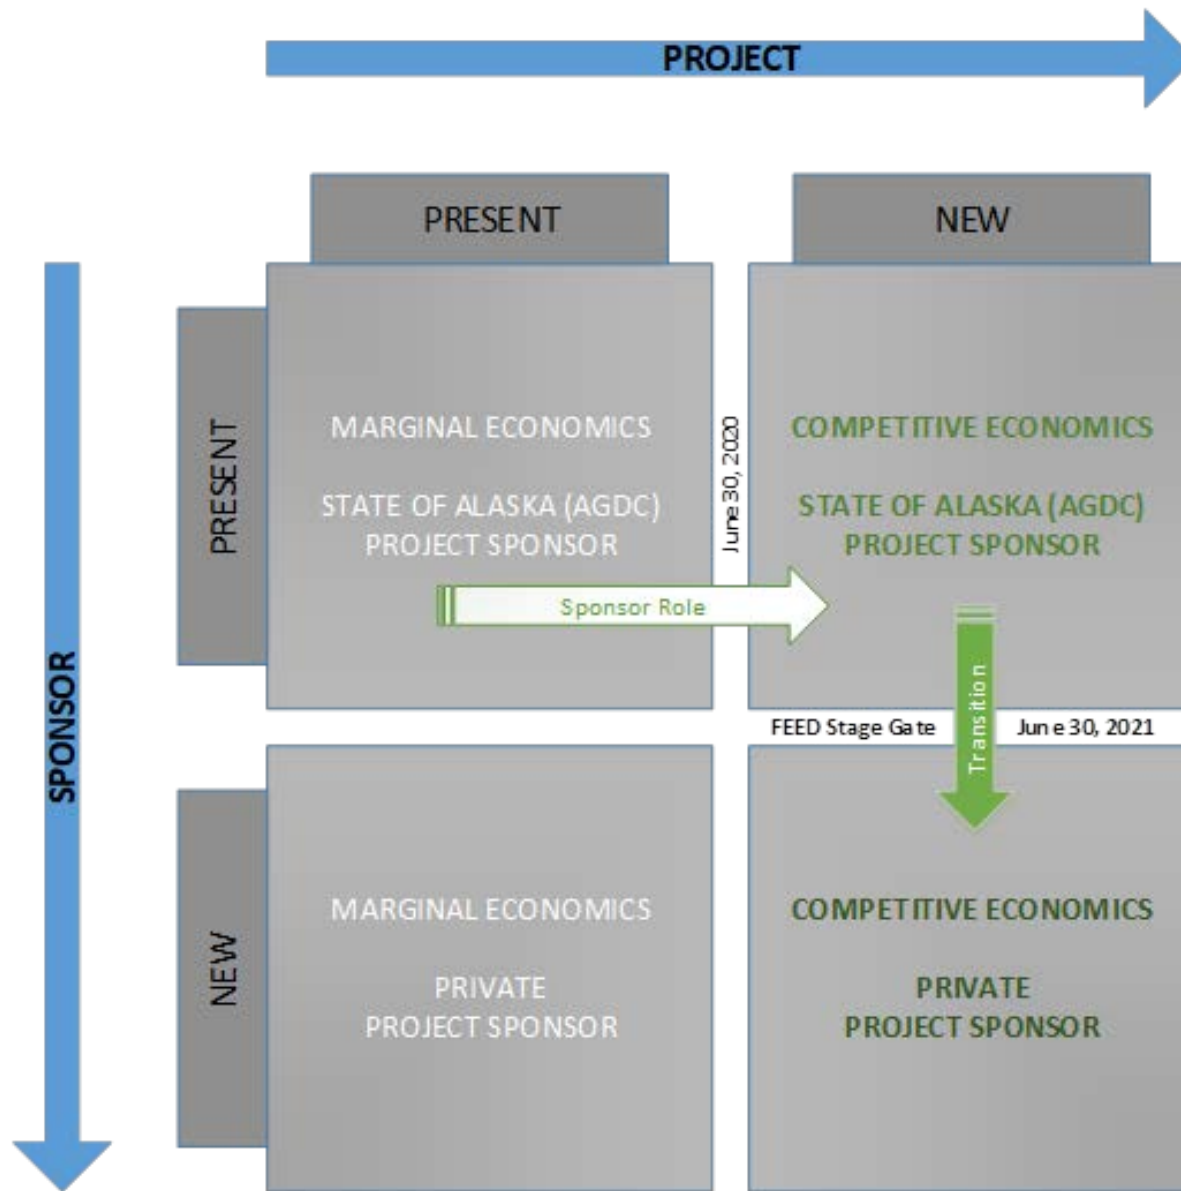 PROJECT
PRESENT
NEW
SPONSOR
PRESENT
MARGINAL ECONOMICS
STATE OF ALASKA (AGDC)
PROJECT SPONSOR
June 30, 2020
COMPETITIVE ECONOMICS
STATE OF ALASKA (AGDC)
PROJECT SPONSOR
Sponsor Role
FEED Stage Gate
Transition
June 30, 2021
NEW
MARGINAL ECONOMICS
PRIVATE
PROJECT SPONSOR
COMPETITIVE ECONOMICS
PRIVATE
PROJECT SPONSOR